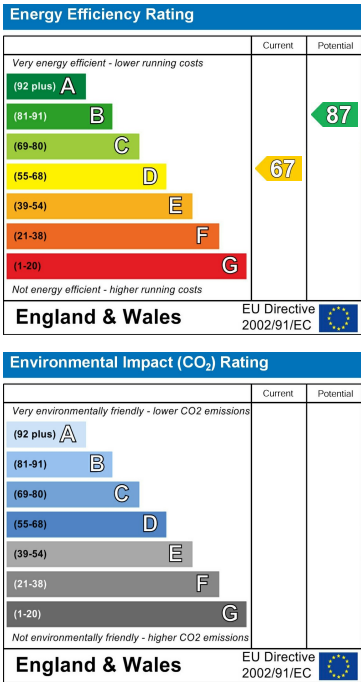 Energy Efficiency Rating
Current Potential
Very energy efficient - lower running costs
(92 plus) A
(81-91) B
87
(69-80) C
(55-68) D
67
(39-54) E
(21-38) F
(1-20) G
Not energy efficient - higher running costs
England & Wales
EU Directive
2002/91/EC
Environmental Impact (CO₂) Rating
Current Potential
Very environmentally friendly - lower CO2 emissions
(92 plus) A
(81-91) B
(69-80) C
(55-68) D
(39-54) E
(21-38) F
(1-20) G
Not environmentally friendly - higher CO2 emissions
England & Wales
EU Directive
2002/91/EC